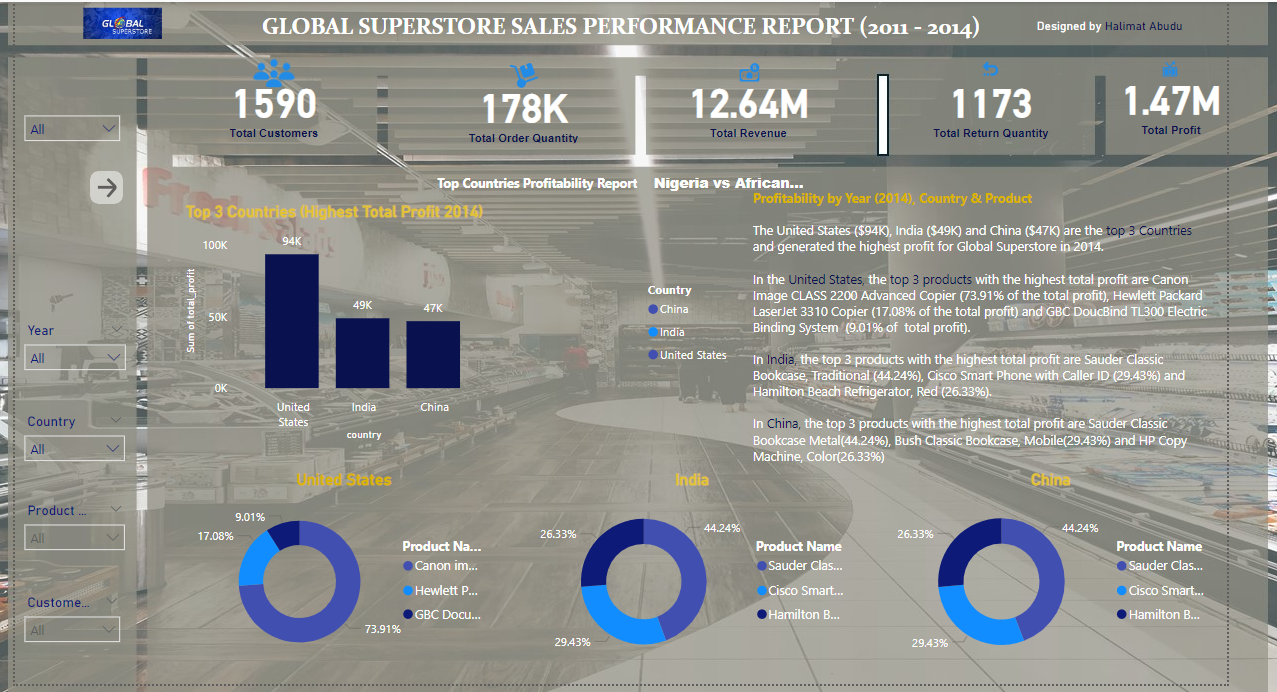 GLOBAL
SUPERSTORE
GLOBAL SUPERSTORE SALES PERFORMANCE REPORT (2011 - 2014)
Designed by Halimat Abudu
All
1590
Total Customers
178K
Total Order Quantity
12.64M
Total Revenue
1173
Total Return Quantity
1.47M
Total Profit
Top Countries Profitability Report
Nigeria vs African...
Top 3 Countries (Highest Total Profit 2014)
Sum of total_profit
100K
50K
0K
94K
49K
47K
United
States
India
China
country
Country
China
India
United States
Profitability by Year (2014), Country & Product
The United States ($94K), India ($49K) and China ($47K) are the top 3 Countries
and generated the highest profit for Global Superstore in 2014.
In the United States, the top 3 products with the highest total profit are Canon
Image CLASS 2200 Advanced Copier (73.91% of the total profit), Hewlett Packard
LaserJet 3310 Copier (17.08% of the total profit) and GBC DoucBind TL300 Electric
Binding System (9.01% of total profit).
In India, the top 3 products with the highest total profit are Sauder Classic
Bookcase, Traditional (44.24%), Cisco Smart Phone with Caller ID (29.43%) and
Hamilton Beach Refrigerator, Red (26.33%).
In China, the top 3 products with the highest total profit are Sauder Classic
Bookcase Metal(44.24%), Bush Classic Bookcase, Mobile(29.43%) and HP Copy
Machine, Color(26.33%)
Year
All
Country
All
Product ...
All
Custome...
All
United States
9.01%
17.08%
73.91%
Product Na...
Canon im...
Hewlett P...
GBC Docu...
India
26.33%
44.24%
29.43%
Product Name
Sauder Clas...
Cisco Smart...
Hamilton B...
China
26.33%
44.24%
29.43%
Product Name
Sauder Clas...
Cisco Smart...
Hamilton B...